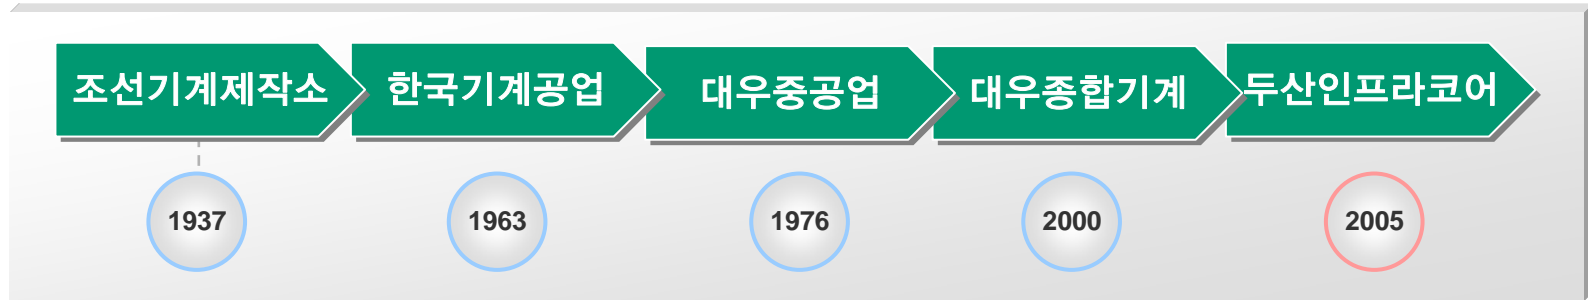 조선기계제작소 한국기계공업 대우중공업 대우종합기계 두산인프라코어
1937 1963 1976 2000 2005